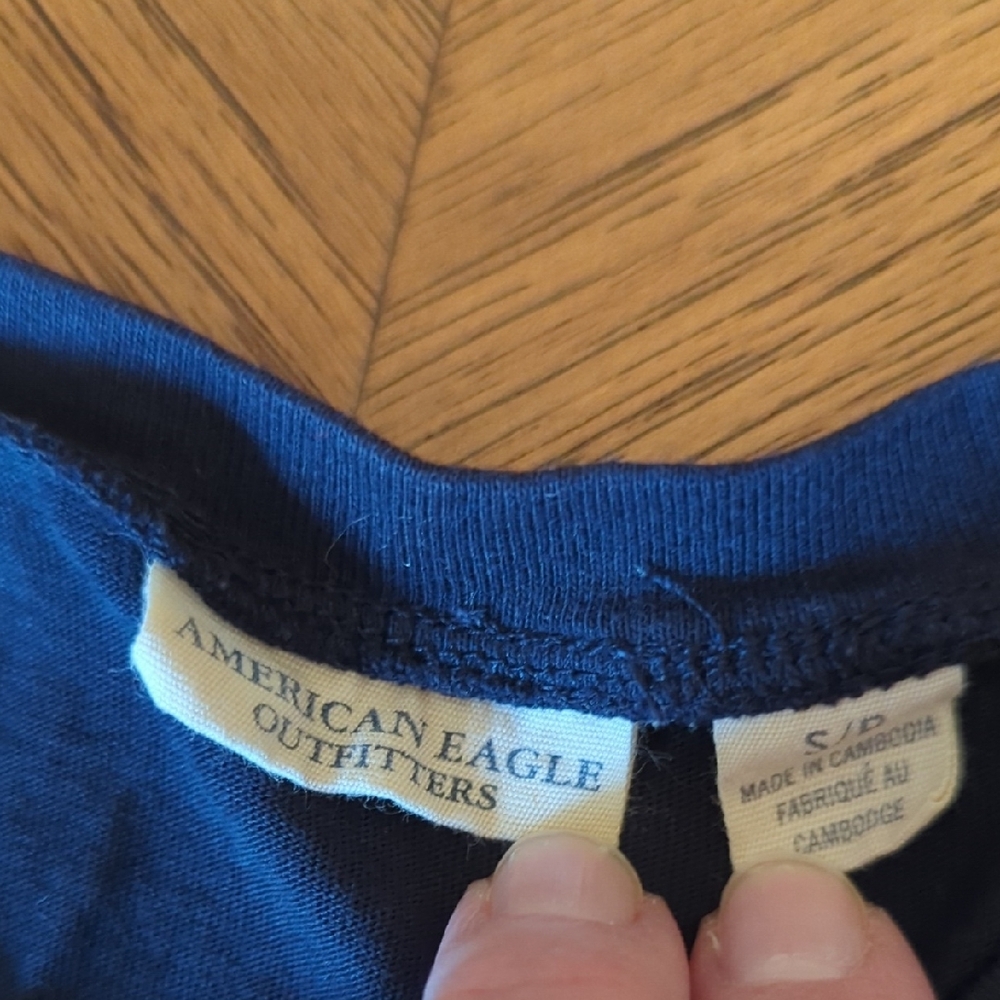 AMERICAN EAGLE
OUTFITTERS
S/P
MADE IN CAMBODIA
FABRIQUÉ AU
CAMBODGE